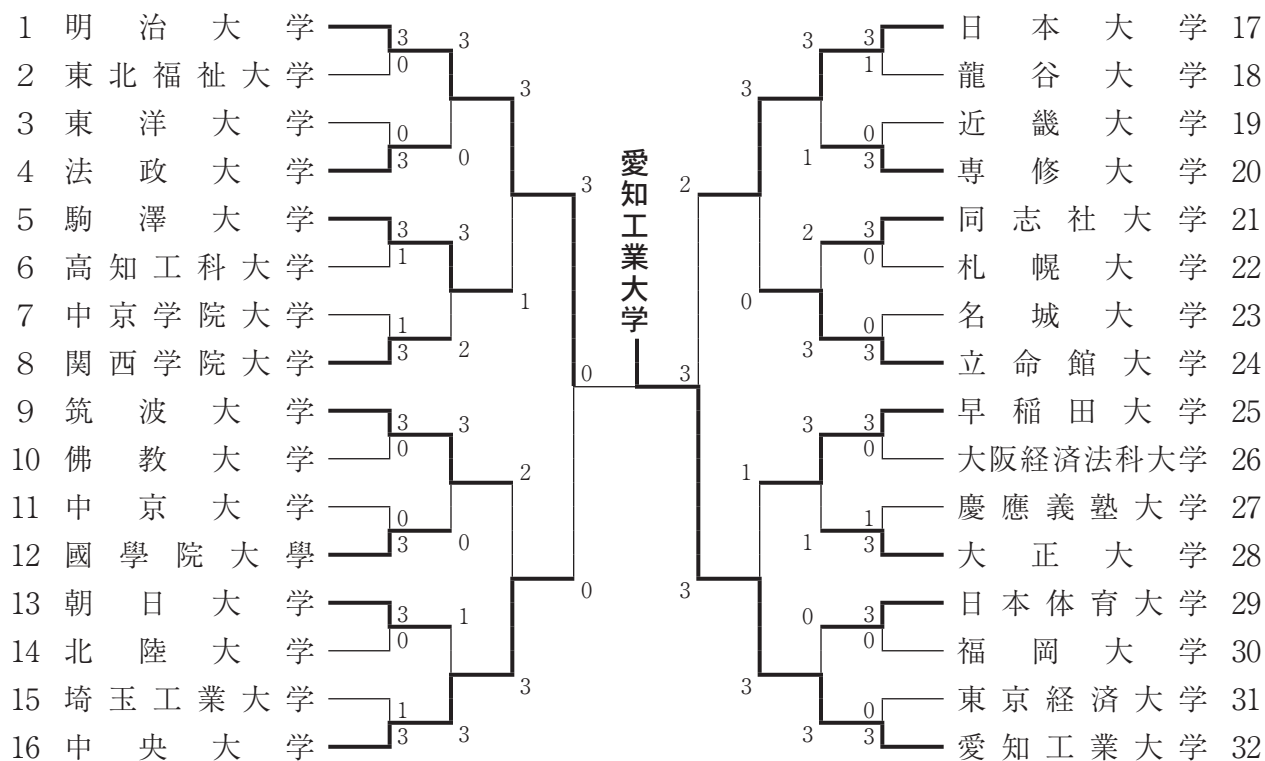 1 明治大学
2 東北福祉大学
3 東洋大学
4 法政大学
5 駒澤大学
6 高知工科大学
7 中京学院大学
8 関西学院大学
9 筑波大学
10 佛教大学
11 中京大学
12 國學院大學
13 朝日大学
14 北陸大学
15 埼玉工業大学
16 中央大学
3
0
0
3
3
1
1
3
3
0
0
3
3
0
1
3
3
0
3
2
3
0
1
3
3
1
2
3
3
0
0
愛知工業大学
3
2
3
3
0
1
3
3
1
2
3
3
1
0
3
3
1
0
3
3
0
0
3
3
0
1
3
3
0
0
3
日本大学 17
龍谷大学 18
近畿大学 19
専修大学 20
同志社大学 21
札幌大学 22
名城大学 23
立命館大学 24
早稲田大学 25
大阪経済法科大学 26
慶應義塾大学 27
大正大学 28
日本体育大学 29
福岡大学 30
東京経済大学 31
愛知工業大学 32